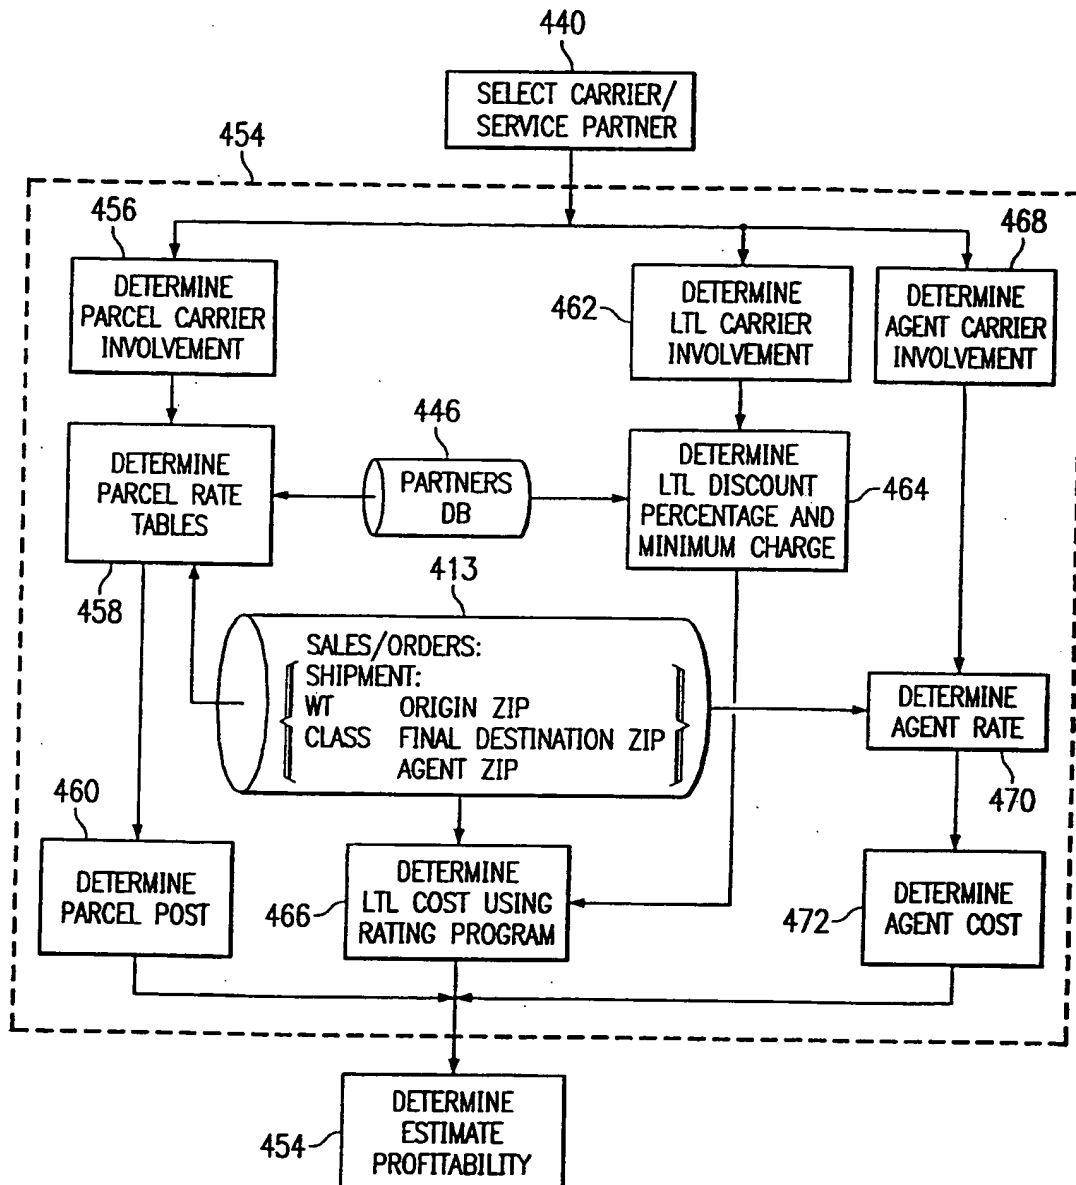 440
SELECT CARRIER/
SERVICE PARTNER
454
456
DETERMINE
PARCEL CARRIER
INVOLVEMENT
462
DETERMINE
LTL CARRIER
INVOLVEMENT
468
DETERMINE
AGENT CARRIER
INVOLVEMENT
DETERMINE
PARCEL RATE
TABLES
458
446
PARTNERS
DB
DETERMINE
LTL DISCOUNT
PERCENTAGE AND
MINIMUM CHARGE
464
413
SALES/ORDERS:
SHIPMENT:
WT ORIGIN ZIP
CLASS FINAL DESTINATION ZIP
AGENT ZIP
DETERMINE
AGENT RATE
470
460
DETERMINE
PARCEL POST
466
DETERMINE
LTL COST USING
RATING PROGRAM
472
DETERMINE
AGENT COST
454
DETERMINE
ESTIMATE
PROFITABILITY